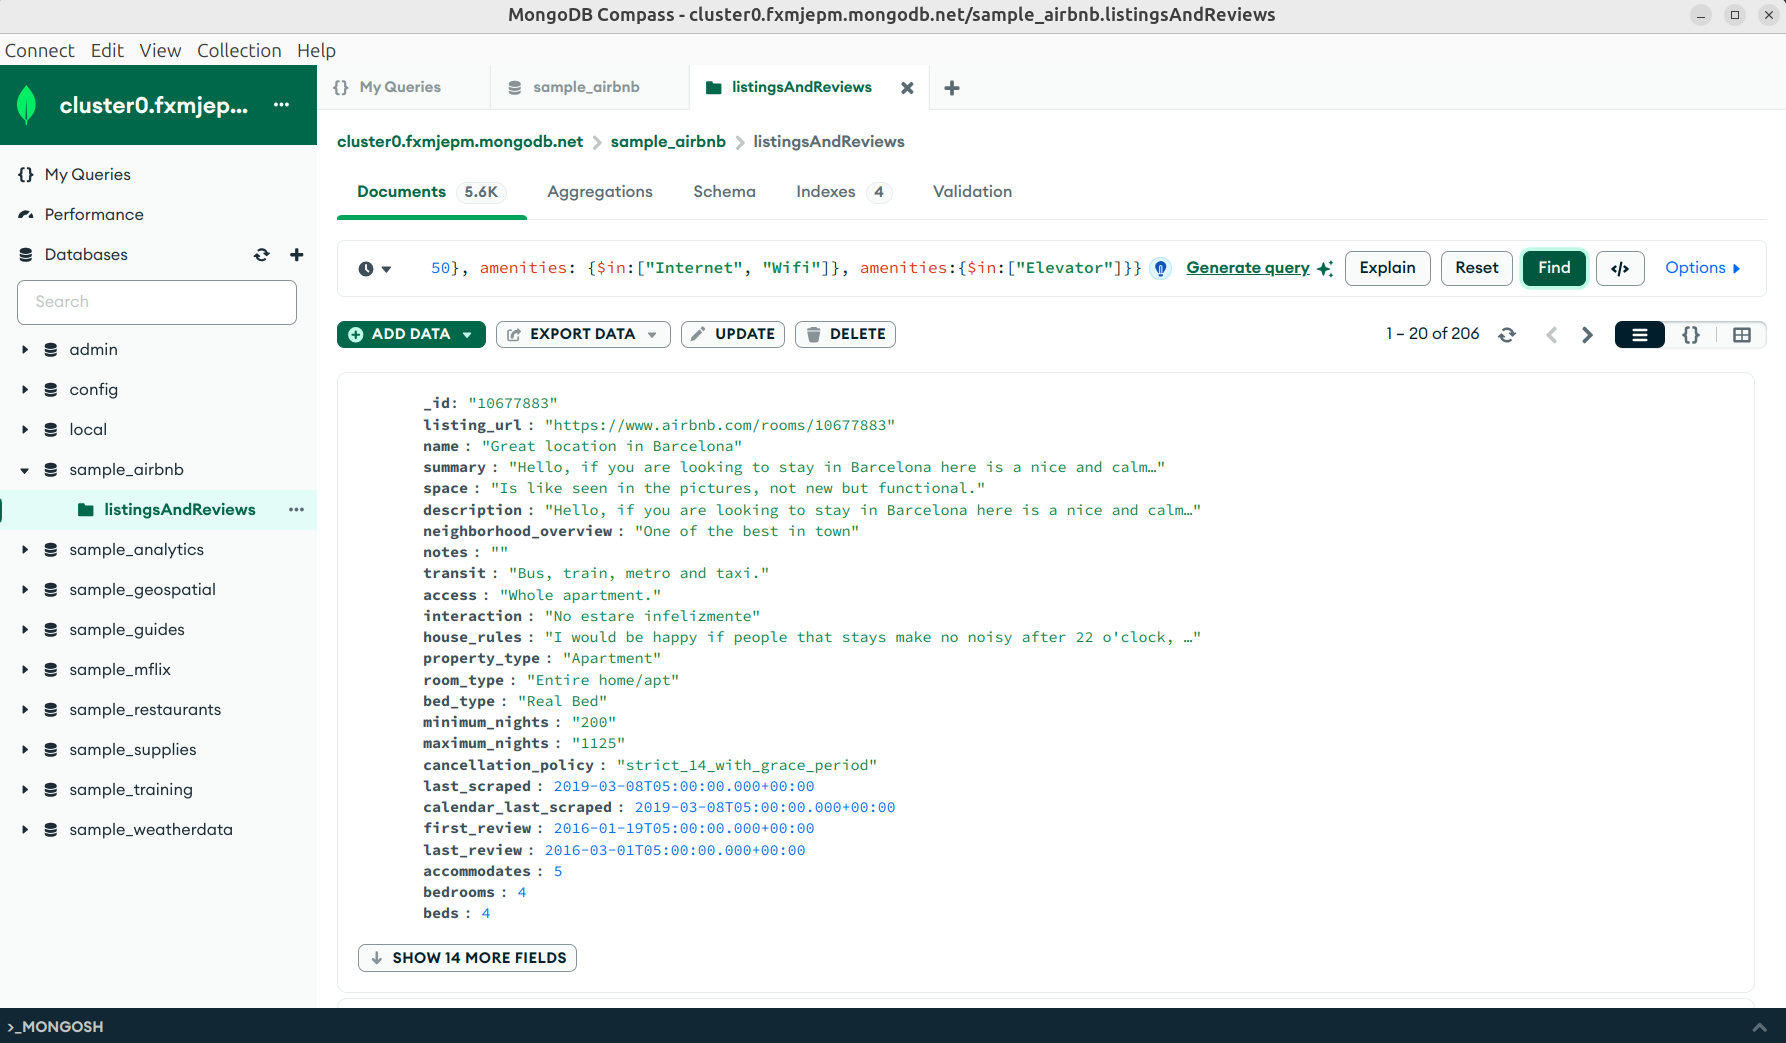 MongoDB Compass - cluster0.fxmjepm.mongodb.net/sample_airbnb.listingsAndReviews
Connect Edit View Collection Help
cluster0.fxmjep... ...
{} My Queries
Performance
Databases
Search
admin
config
local
sample_airbnb
listingsAndReviews ...
sample_analytics
sample_geospatial
sample_guides
sample_mflix
sample_restaurants
sample_supplies
sample_training
sample_weatherdata
{} My Queries sample_airbnb listingsAndReviews
cluster0.fxmjepm.mongodb.net > sample_airbnb > listingsAndReviews
Documents 5.6K Aggregations Schema Indexes 4 Validation
50}, amenities: {$in:["Internet", "Wifi"]}, amenities:{$in:["Elevator"]}} Generate query Explain Reset Find </> Options
ADD DATA EXPORT DATA UPDATE DELETE 1 – 20 of 206 {}
_id: "10677883"
listing_url : "https://www.airbnb.com/rooms/10677883"
name : "Great location in Barcelona"
summary : "Hello, if you are looking to stay in Barcelona here is a nice and calm…"
space : "Is like seen in the pictures, not new but functional."
description : "Hello, if you are looking to stay in Barcelona here is a nice and calm…"
neighborhood_overview : "One of the best in town"
notes : ""
transit : "Bus, train, metro and taxi."
access : "Whole apartment."
interaction : "No estare infelizmente"
house_rules : "I would be happy if people that stays make no noisy after 22 o'clock, …"
property_type : "Apartment"
room_type : "Entire home/apt"
bed_type : "Real Bed"
minimum_nights : "200"
maximum_nights : "1125"
cancellation_policy : "strict_14_with_grace_period"
last_scraped : 2019-03-08T05:00:00.000+00:00
calendar_last_scraped : 2019-03-08T05:00:00.000+00:00
first_review : 2016-01-19T05:00:00.000+00:00
last_review : 2016-03-01T05:00:00.000+00:00
accommodates : 5
bedrooms : 4
beds : 4
SHOW 14 MORE FIELDS
>_MONGOSH